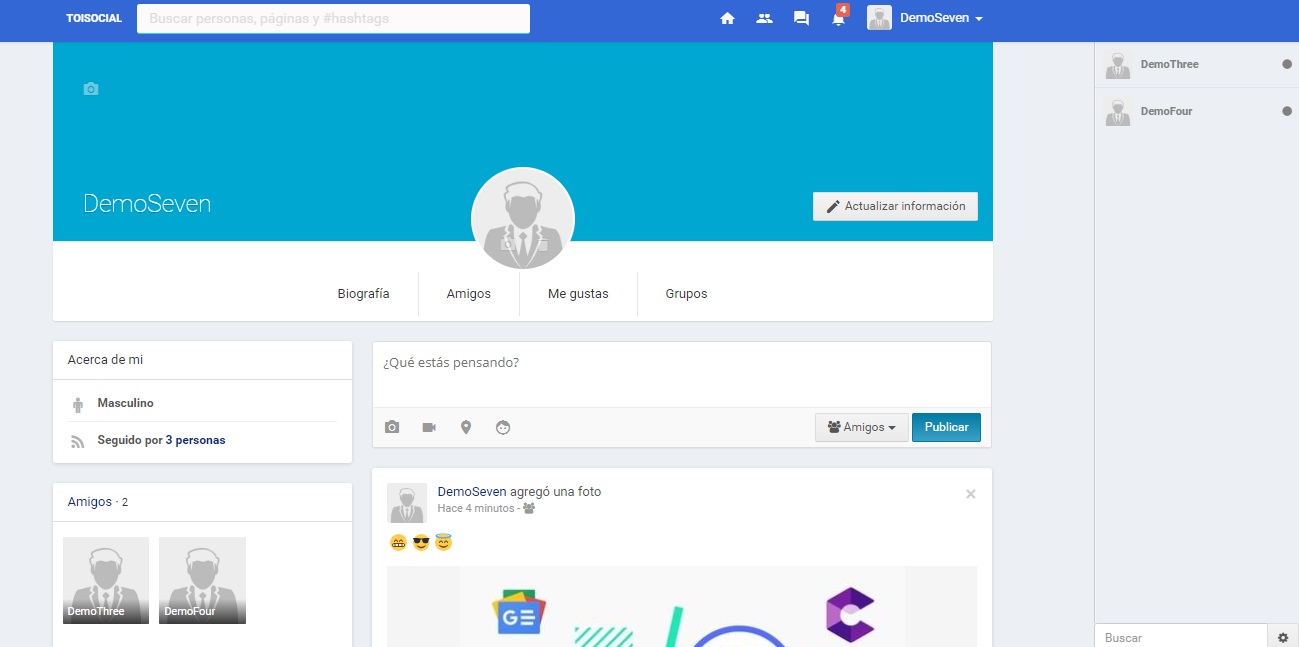 TOISOCIAL
Buscar personas, páginas y #hashtags
4
DemoSeven
DemoSeven
Actualizar información
Biografía
Amigos
Me gustas
Grupos
Acerca de mi
Masculino
Seguido por 3 personas
Amigos · 2
DemoThree
DemoFour
¿Qué estás pensando?
Amigos
Publicar
DemoSeven agregó una foto
Hace 4 minutos -
GE
DemoThree
DemoFour
Buscar